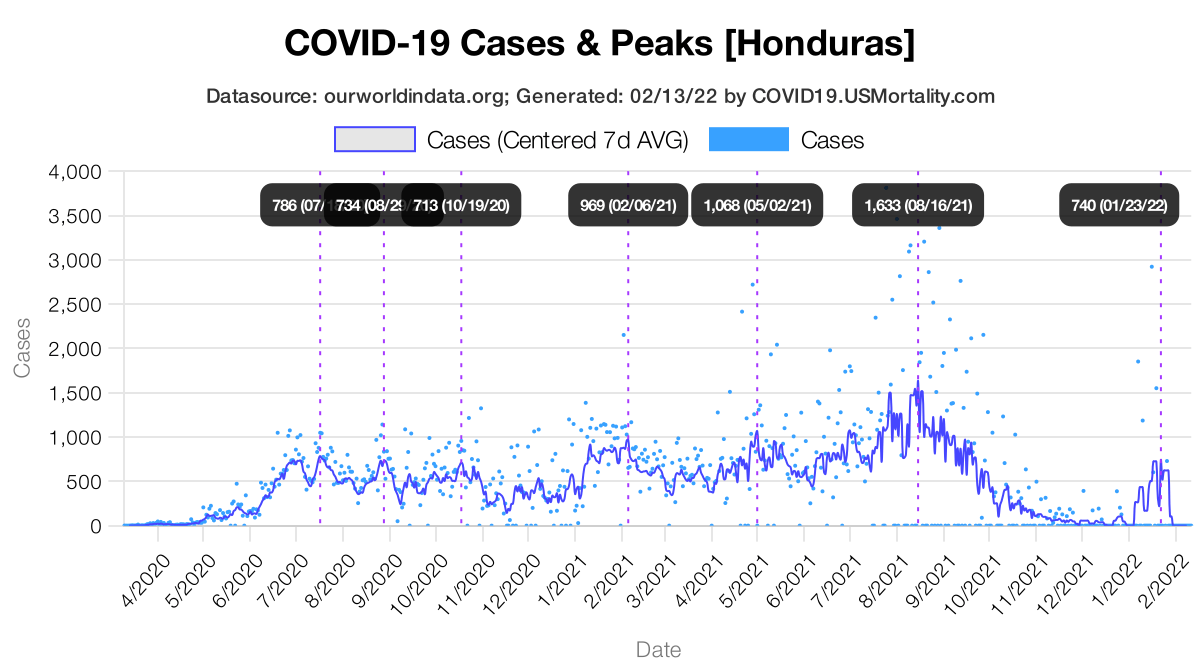 COVID-19 Cases & Peaks [Honduras]
Datasource: ourworldindata.org; Generated: 02/13/22 by COVID19.USMortality.com
Cases (Centered 7d AVG) Cases
4,000
786 (07/ 734 (08/29 713 (10/19/20) 969 (02/06/21) 1,068 (05/02/21) 1,633 (08/16/21) 740 (01/23/22)
3,500
3,000
2,500
2,000
1,500
1,000
500
0
Cases
4/2020 5/2020 6/2020 7/2020 8/2020 9/2020 10/2020 11/2020 12/2020 1/2021 2/2021 3/2021 4/2021 5/2021 6/2021 7/2021 8/2021 9/2021 10/2021 11/2021 12/2021 1/2022 2/2022
Date